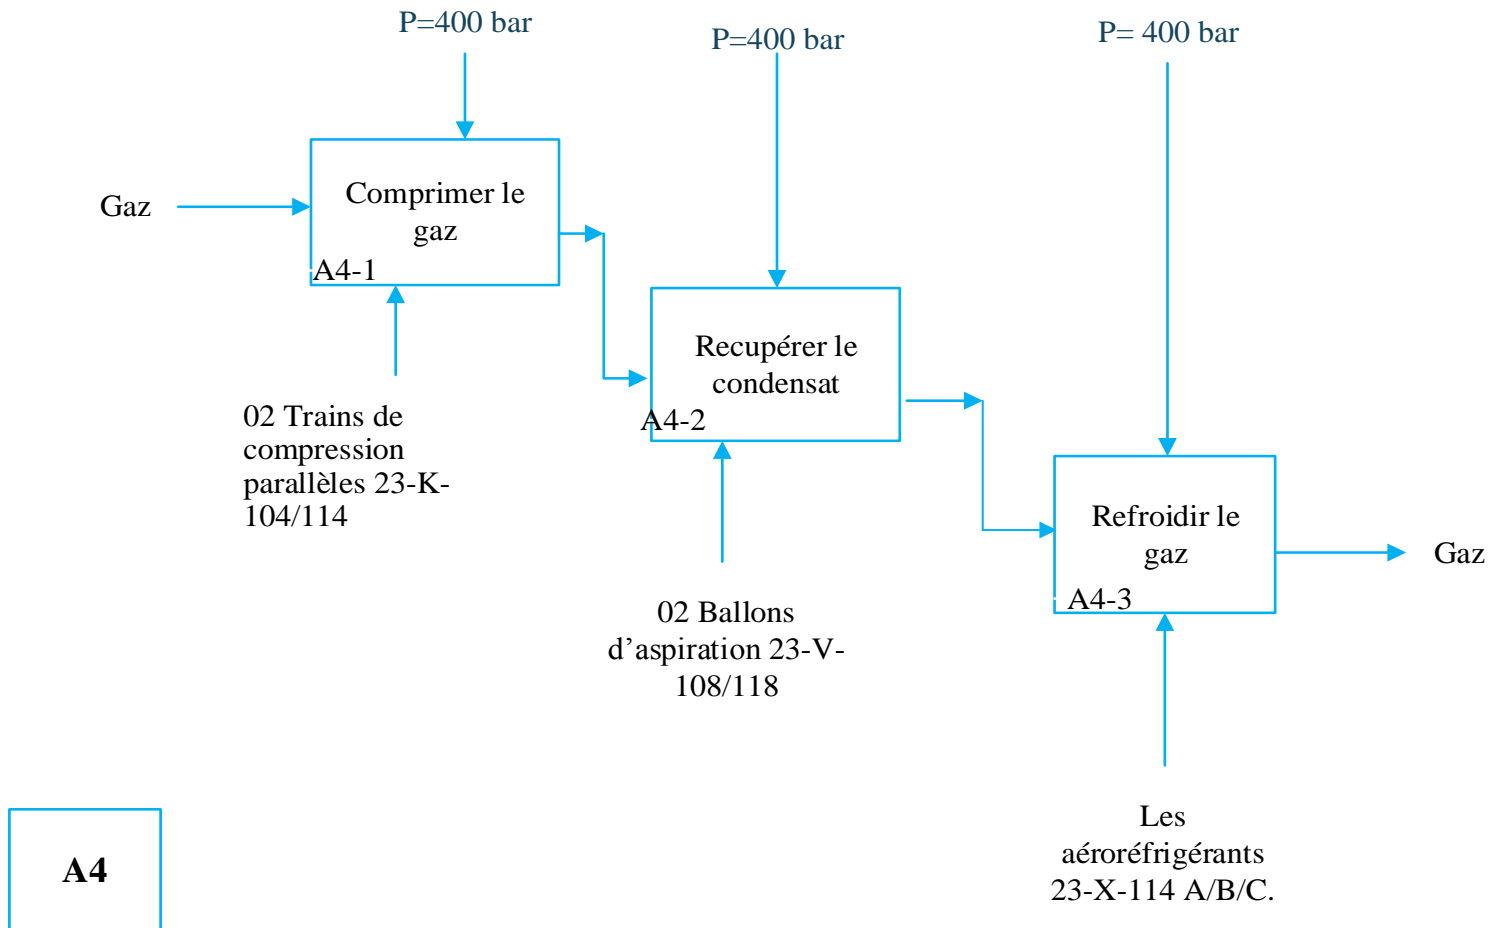 P=400 bar
P=400 bar
P= 400 bar
Gaz
Comprimer le
gaz
A4-1
02 Trains de
compression
parallèles 23-K-
104/114
Recupérer le
condensat
A4-2
02 Ballons
d’aspiration 23-V-
108/118
Refroidir le
gaz
A4-3
Gaz
Les
aéroréfrigérants
23-X-114 A/B/C.
A4